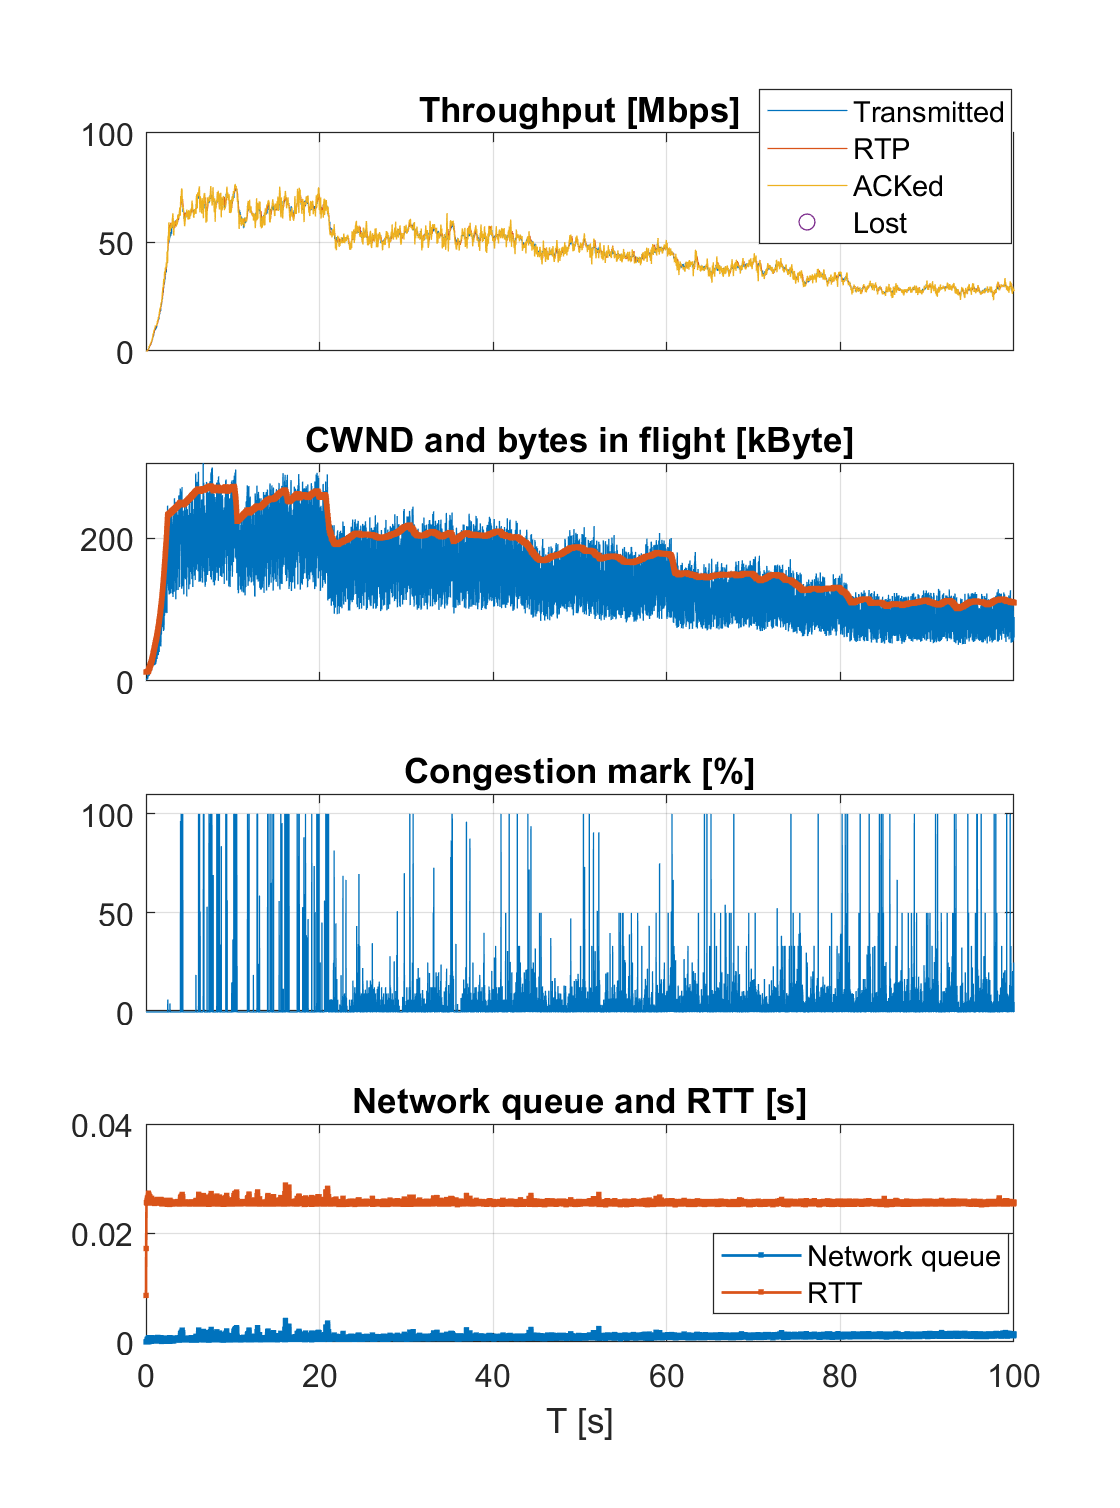 Throughput [Mbps]
Transmitted
RTP
ACKed
Lost
100
50
0
CWND and bytes in flight [kByte]
200
0
Congestion mark [%]
100
50
0
Network queue and RTT [s]
0.04
0.02
0
Network queue
RTT
0 20 40 60 80 100
T [s]